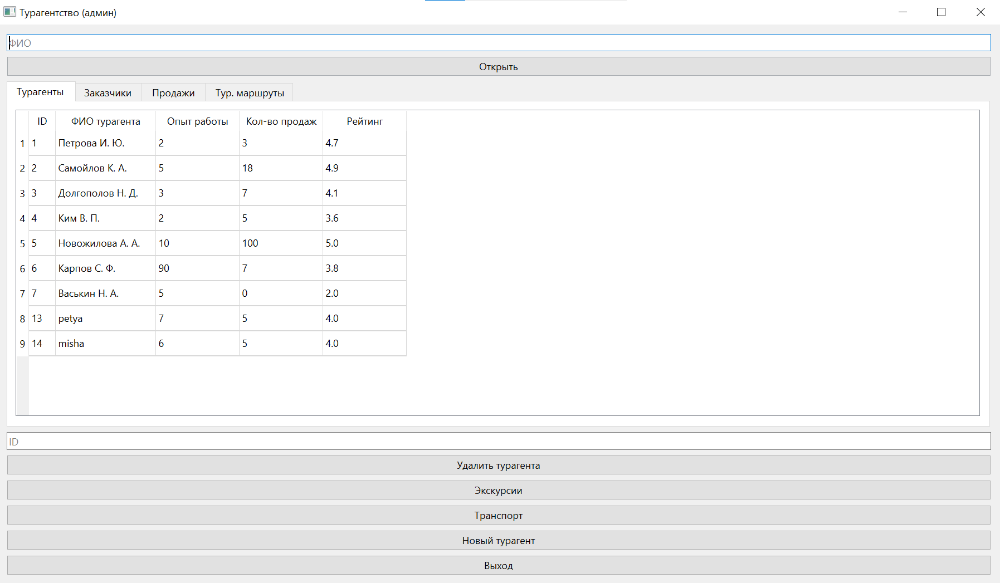 Турагентство (админ)
ФИО
Открыть
Турагенты Заказчики Продажи Тур. маршруты
ID ФИО турагента Опыт работы Кол-во продаж Рейтинг
1 1 Петрова И. Ю. 2 3 4.7
2 2 Самойлов К. А. 5 18 4.9
3 3 Долгополов Н. Д. 3 7 4.1
4 4 Ким В. П. 2 5 3.6
5 5 Новожилова А. А. 10 100 5.0
6 6 Карпов С. Ф. 90 7 3.8
7 7 Васькин Н. А. 5 0 2.0
8 13 petya 7 5 4.0
9 14 misha 6 5 4.0
ID
Удалить турагента
Экскурсии
Транспорт
Новый турагент
Выход